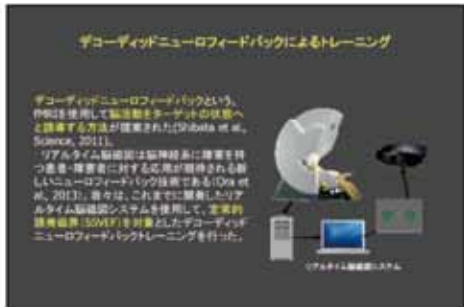 デコーディッドニューロフィードバックによるトレーニング
デコーディッドニューロフィードバックという、
fMRIを使用して脳活動をターゲットの状態へ
と誘導する方法が提案された(Shibata et al.,
Science, 2011)。
リアルタイム脳磁図は脳神経系に障害を持
つ患者・障害者に対する応用が期待される新
しいニューロフィードバック技術である(Ora et
al., 2013)。我々は、これまでに開発したリア
ルタイム脳磁図システムを使用して、定常的
誘発磁界(SSVEF)を対象としたデコーディッド
ニューロフィードバックトレーニングを行った。
リアルタイム脳磁図システム